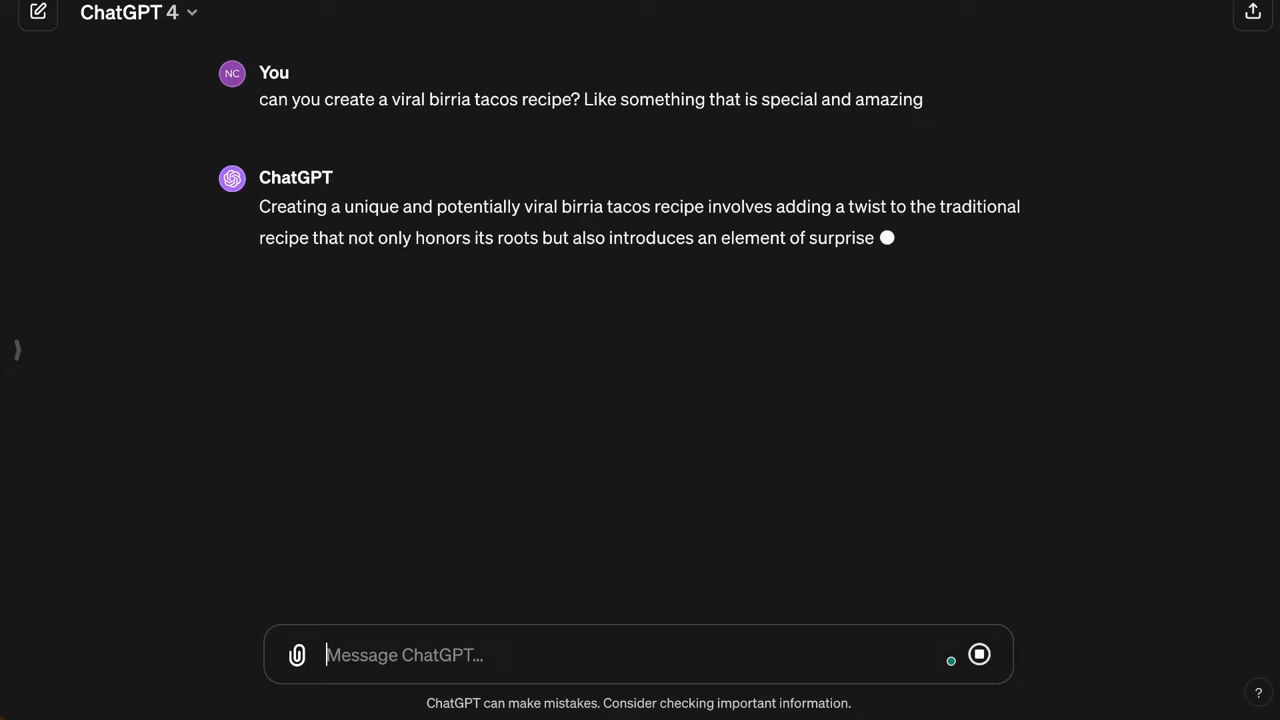 ChatGPT 4
NC
You
can you create a viral birria tacos recipe? Like something that is special and amazing
ChatGPT
Creating a unique and potentially viral birria tacos recipe involves adding a twist to the traditional
recipe that not only honors its roots but also introduces an element of surprise
Message ChatGPT...
ChatGPT can make mistakes. Consider checking important information.
?